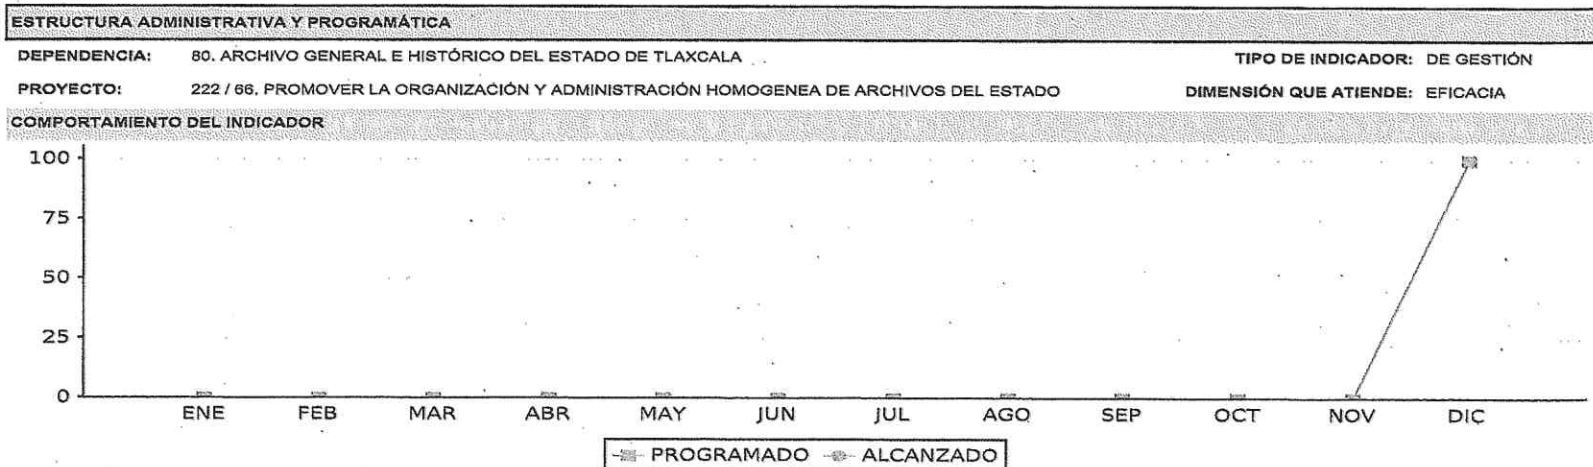 ESTRUCTURA ADMINISTRATIVA Y PROGRAMÁTICA
DEPENDENCIA: 80. ARCHIVO GENERAL E HISTÓRICO DEL ESTADO DE TLAXCALA TIPO DE INDICADOR: DE GESTIÓN
PROYECTO: 222 / 66. PROMOVER LA ORGANIZACIÓN Y ADMINISTRACIÓN HOMOGENEA DE ARCHIVOS DEL ESTADO DIMENSIÓN QUE ATIENDE: EFICACIA
COMPORTAMIENTO DEL INDICADOR
100
75
50
25
0
ENE FEB MAR ABR MAY JUN JUL AGO SEP OCT NOV DIC
PROGRAMADO ALCANZADO